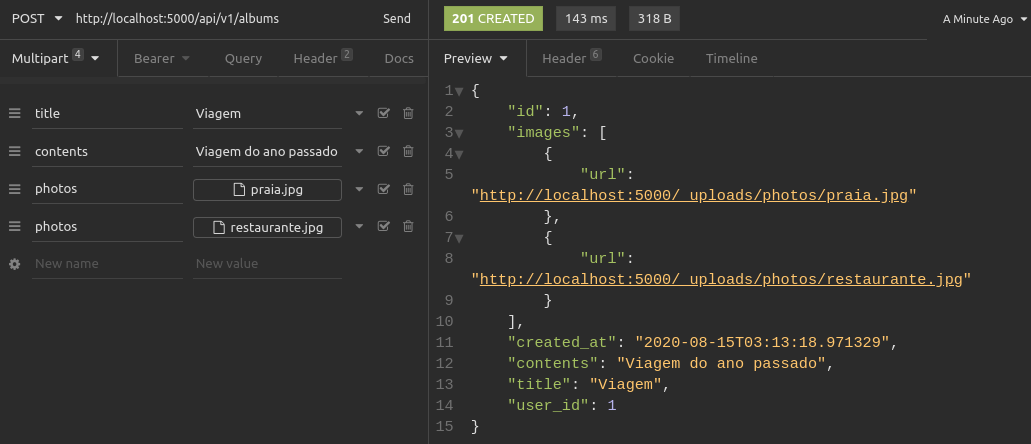 POST http://localhost:5000/api/v1/albums Send
201 CREATED 143 ms 318 B A Minute Ago
Multipart 4 Bearer Query Header 2 Docs
Preview Header 6 Cookie Timeline
title Viagem
contents Viagem do ano passado
photos praia.jpg
photos restaurante.jpg
New name New value
1 {
2 "id": 1,
3 "images": [
4 {
5 "url":
"http://localhost:5000/_uploads/photos/praia.jpg"
6 },
7 {
8 "url":
"http://localhost:5000/_uploads/photos/restaurante.jpg"
9 }
10 ],
11 "created_at": "2020-08-15T03:13:18.971329",
12 "contents": "Viagem do ano passado",
13 "title": "Viagem",
14 "user_id": 1
15 }